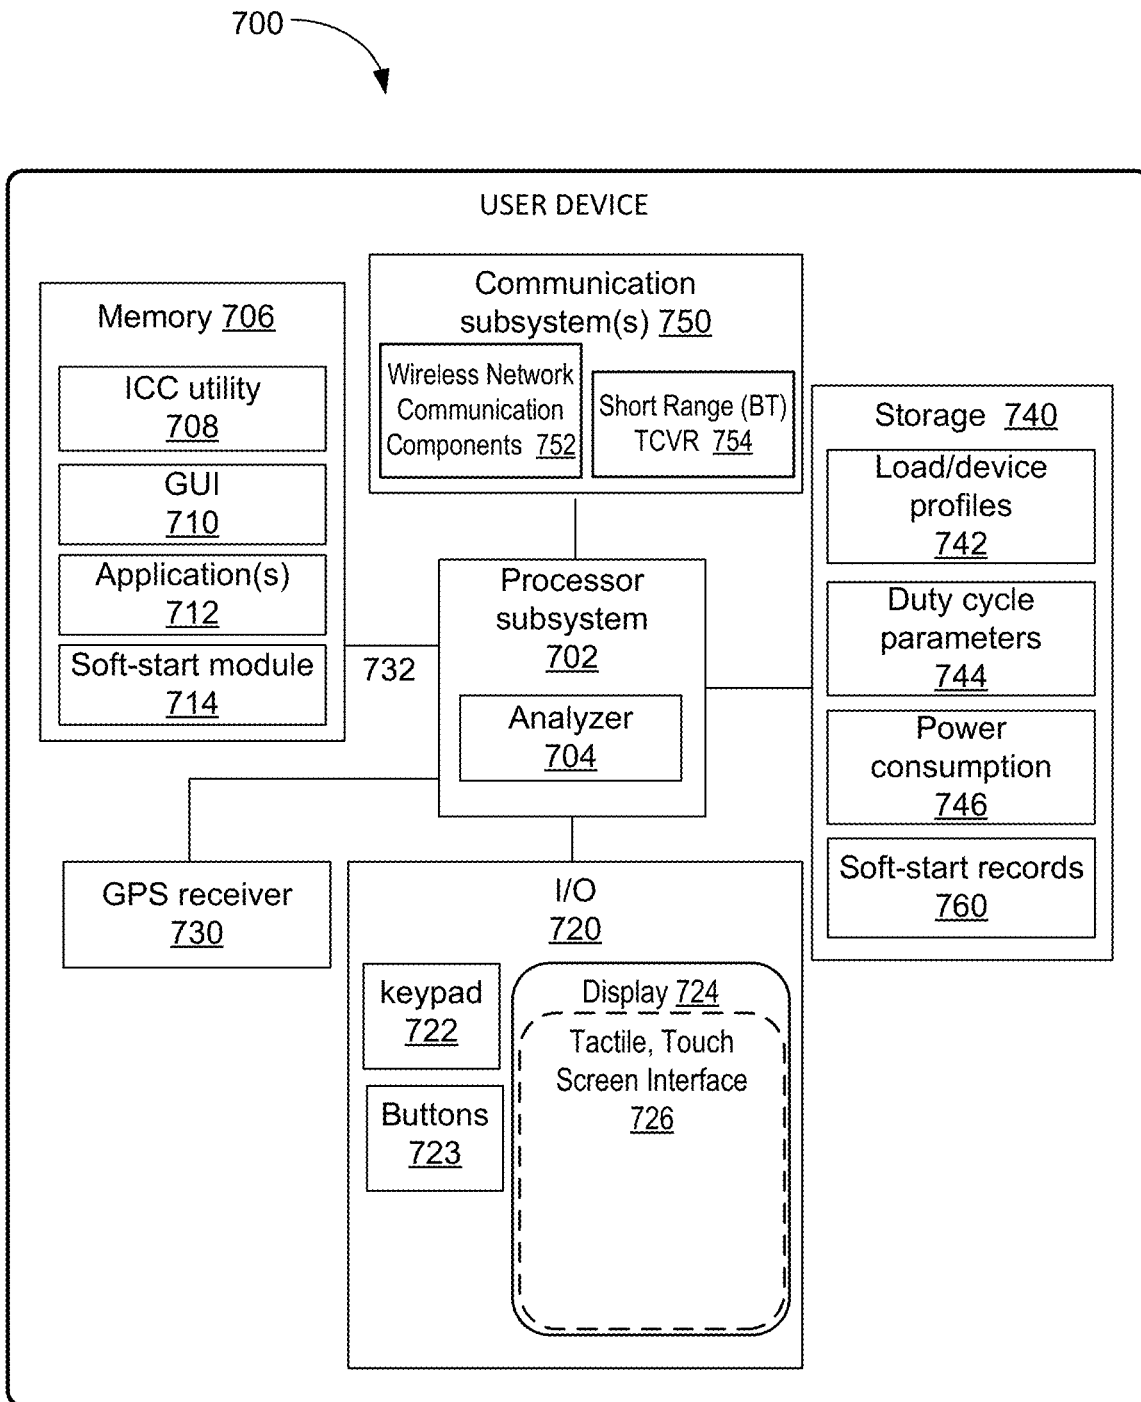 700
USER DEVICE
Memory 706
ICC utility
708
GUI
710
Application(s)
712
Soft-start module
714
Communication
subsystem(s) 750
Wireless Network
Communication
Components 752
Short Range (BT)
TCVR 754
Processor
subsystem
702
Analyzer
704
732
Storage 740
Load/device
profiles
742
Duty cycle
parameters
744
Power
consumption
746
Soft-start records
760
GPS receiver
730
I/O
720
keypad
722
Buttons
723
Display 724
Tactile, Touch
Screen Interface
726